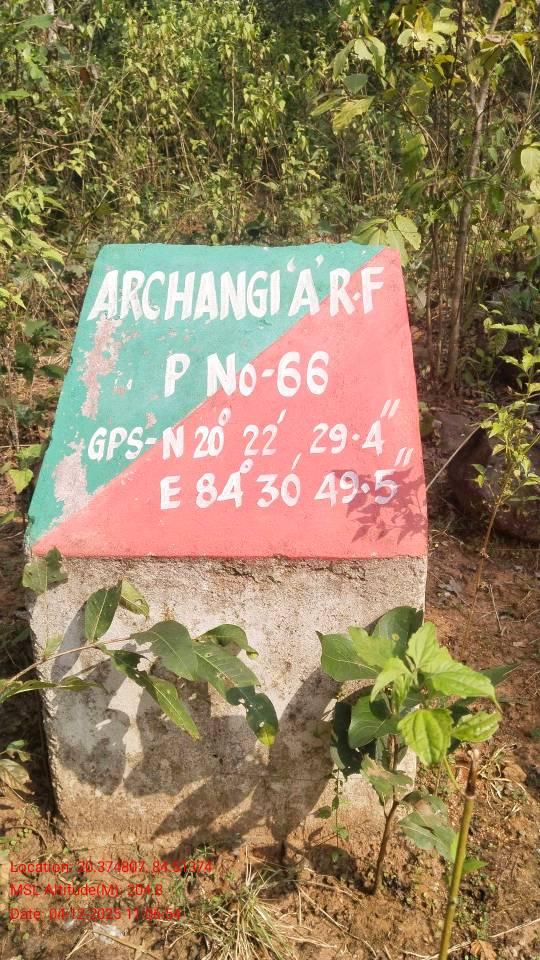 ARCHANGI 'A' R.F
P No-66
GPS-N 20° 22' 29.4"
E 84° 30' 49.5"
Location: 20.374807, 84.51374
MSL Altitude(M): 204.8
Date: 04-12-2025 11:06:54